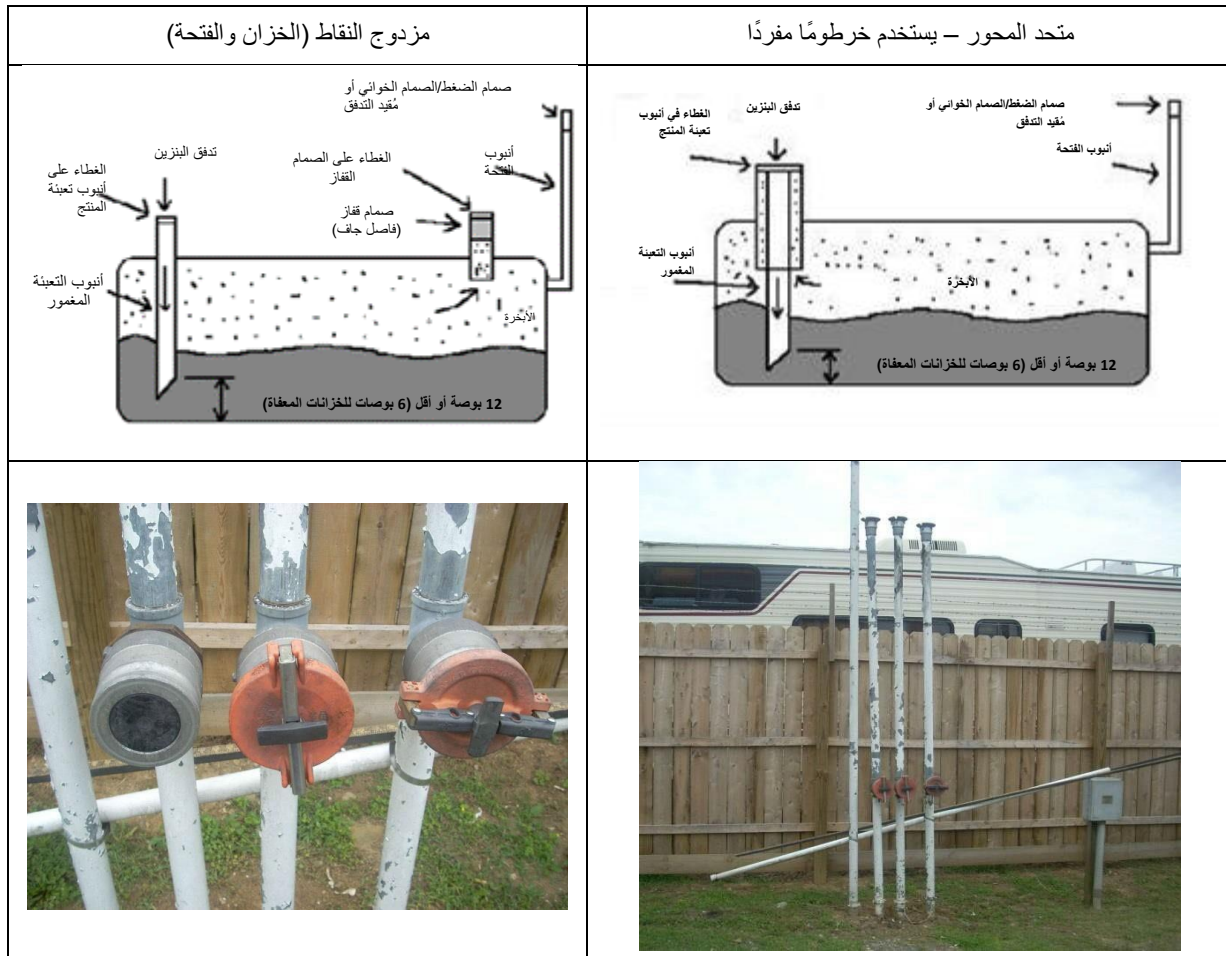 متحد المحور – يستخدم خرطومًا مفردًا
مزدوج النقاط (الخزان والفتحة)
صمام الضغط/الصمام الخوائي أو
مُقيد التدفق
تدفق البنزين
الغطاء في أنبوب
تعبئة المنتج
أنبوب الفتحة
أنبوب التعبئة
المغمور
الأبخرة
12 بوصة أو أقل (6 بوصات للخزانات المعفاة)
صمام الضغط/الصمام الخوائي أو
مُقيد التدفق
أنبوب
الفتحة
الغطاء على الصمام
القفاز
تدفق البنزين
الغطاء على
أنبوب تعبئة
المنتج
صمام قفاز
(فاصل جاف)
أنبوب التعبئة
المغمور
الأبخرة
12 بوصة أو أقل (6 بوصات للخزانات المعفاة)